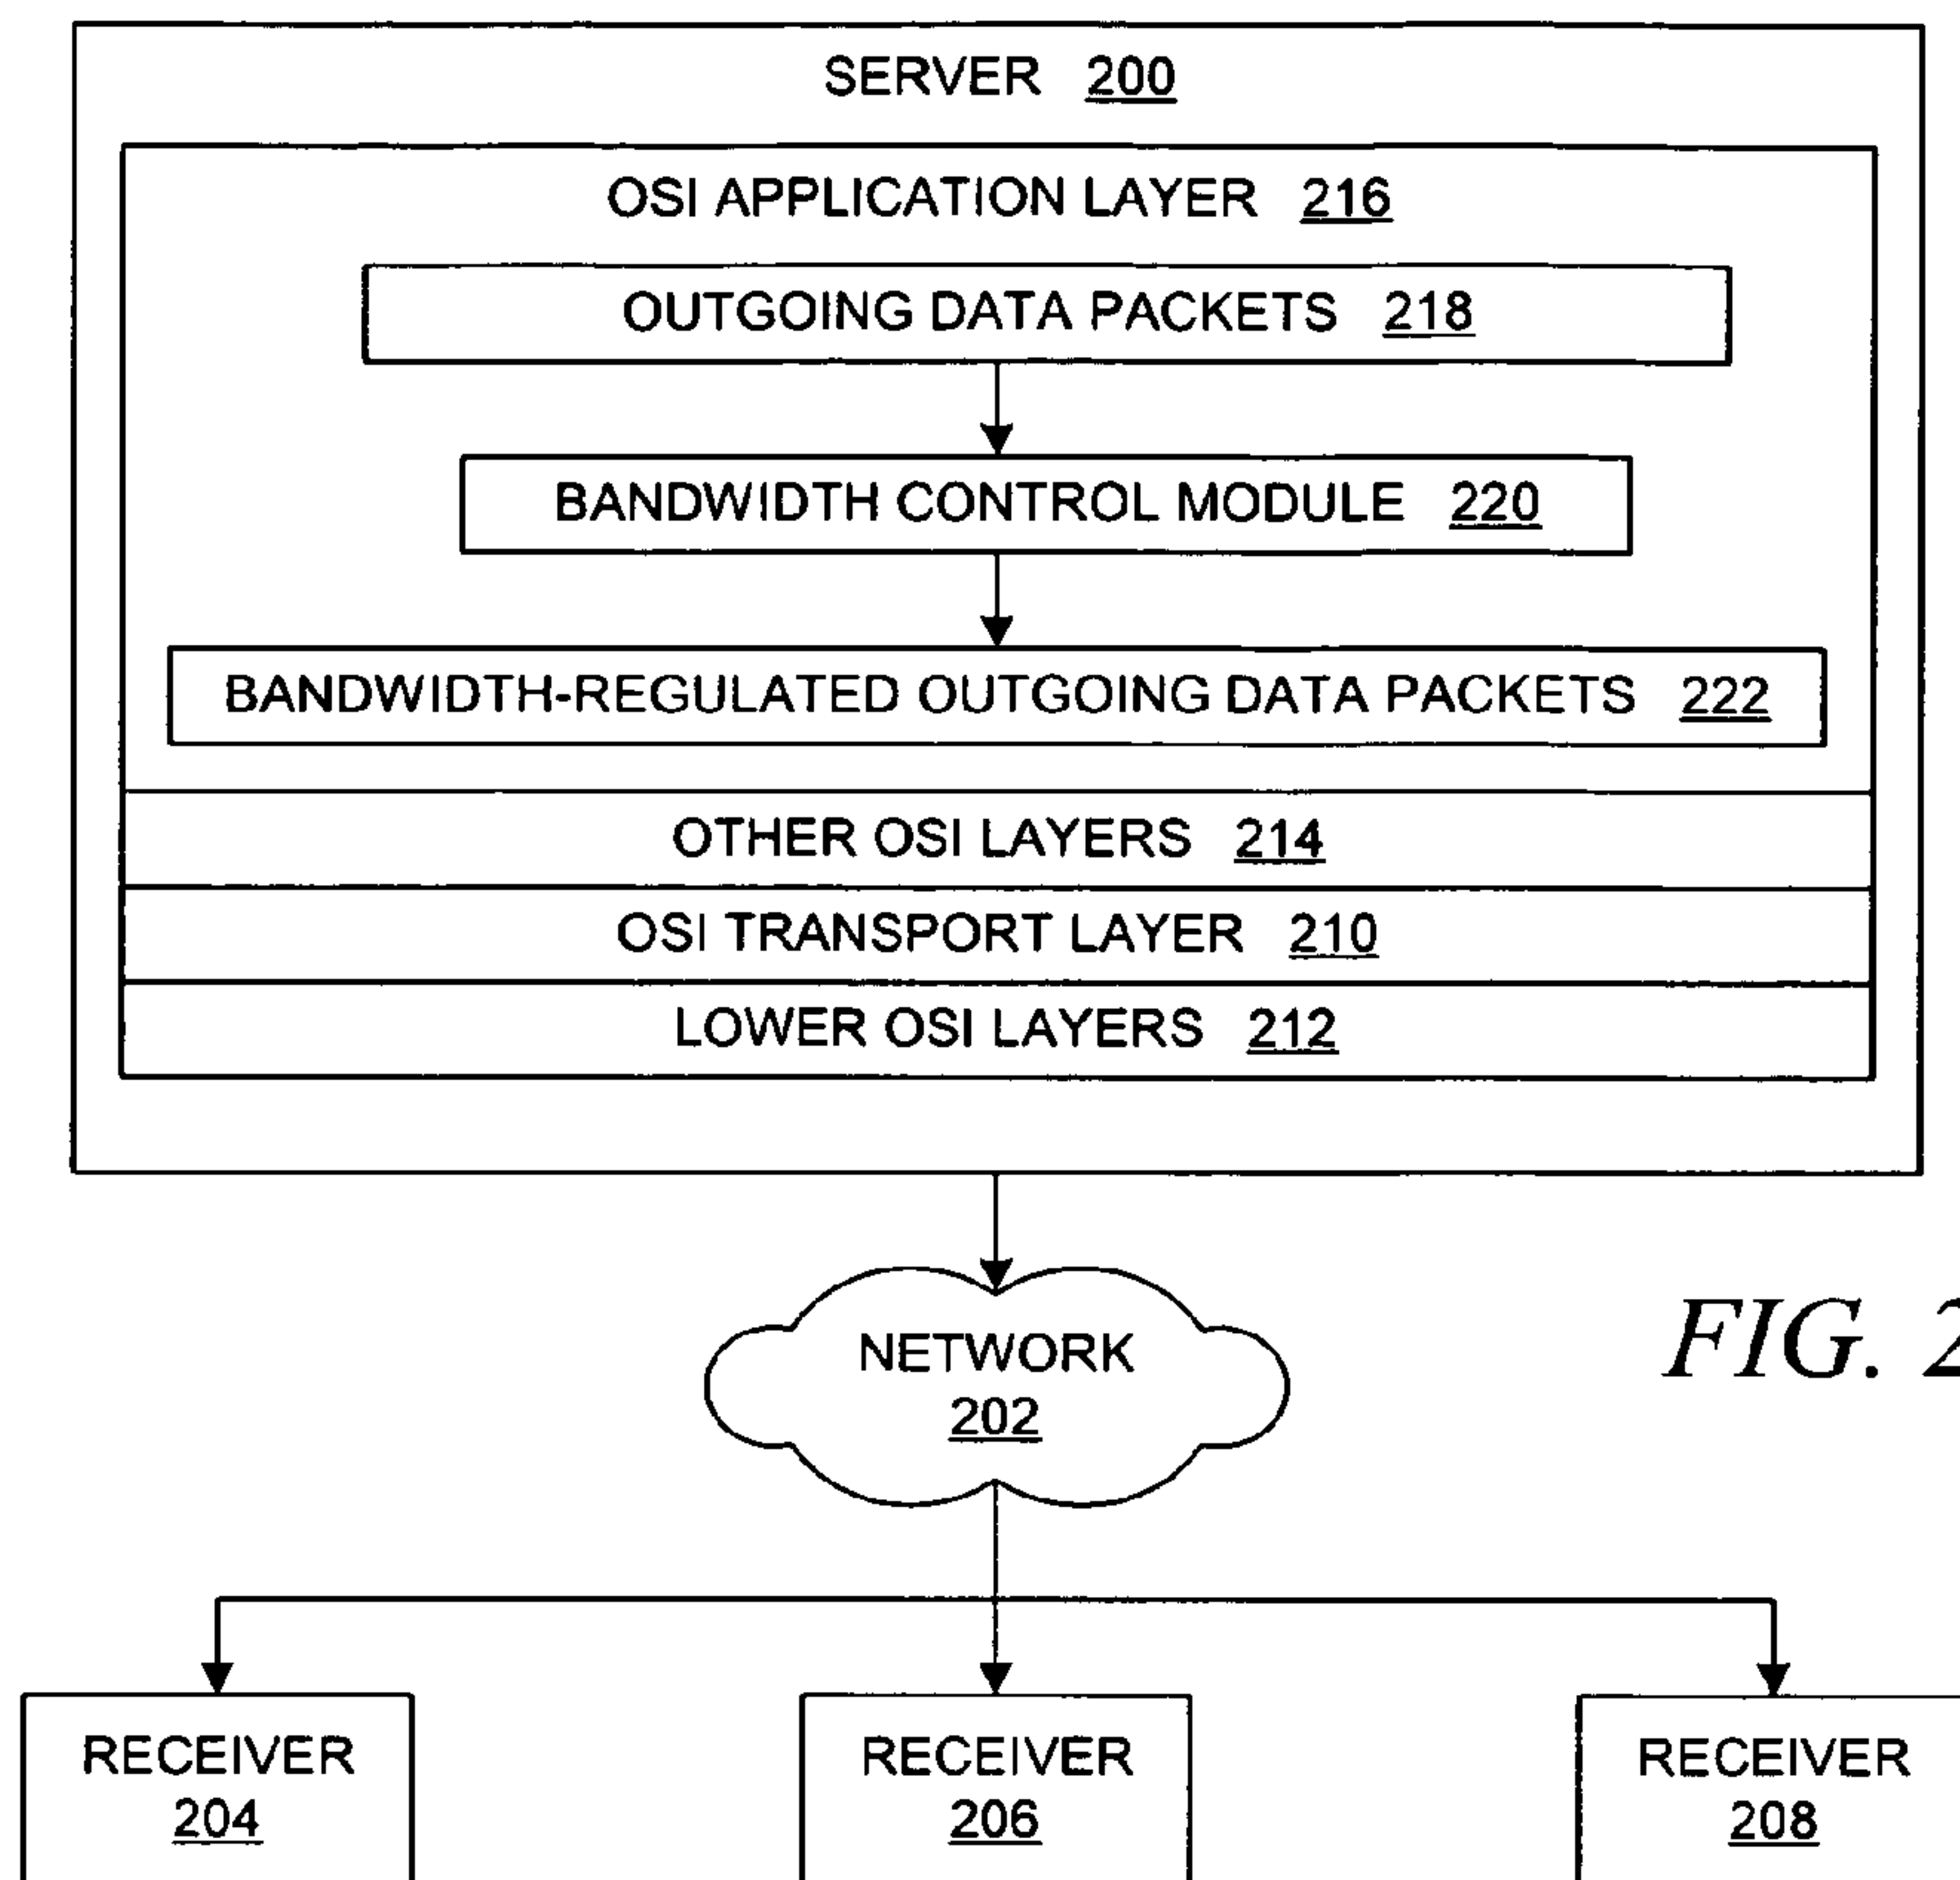 SERVER 200
OSI APPLICATION LAYER 216
OUTGOING DATA PACKETS 218
BANDWIDTH CONTROL MODULE 220
BANDWIDTH-REGULATED OUTGOING DATA PACKETS 222
OTHER OSI LAYERS 214
OSI TRANSPORT LAYER 210
LOWER OSI LAYERS 212
NETWORK
202
FIG. 2
RECEIVER
204
RECEIVER
206
RECEIVER
208